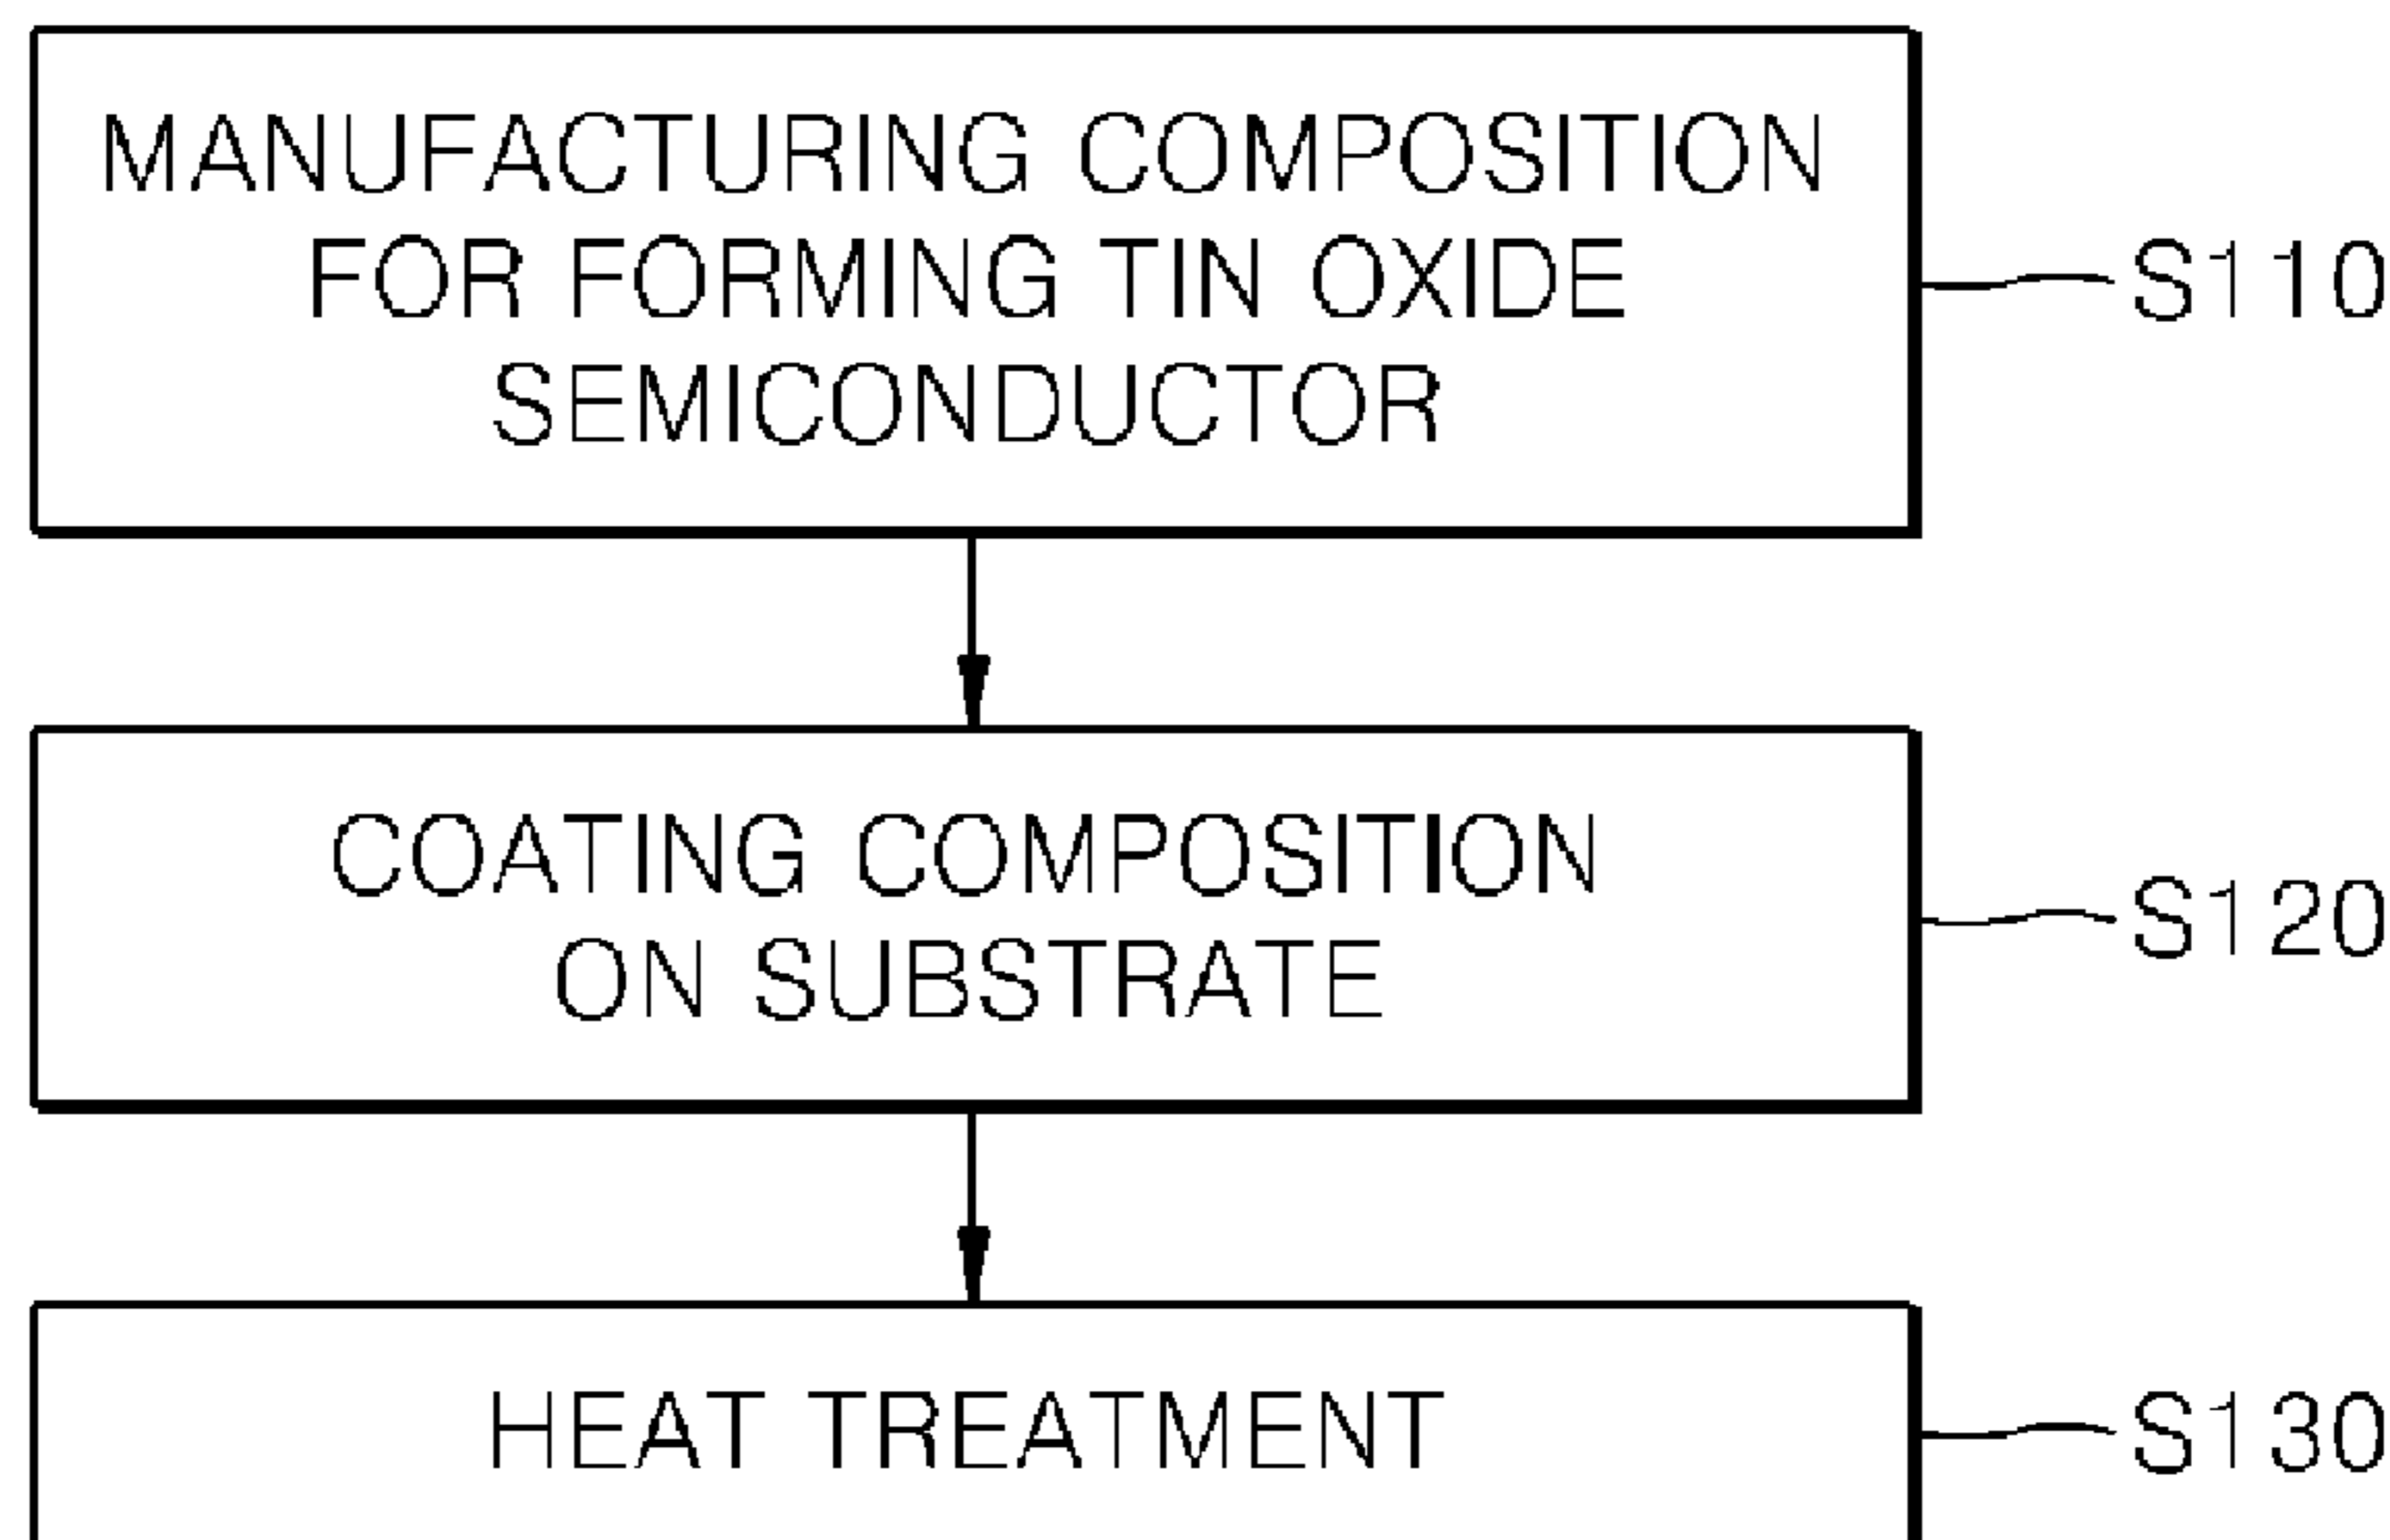 MANUFACTURING COMPOSITION
FOR FORMING TIN OXIDE
SEMICONDUCTOR
S110
COATING COMPOSITION
ON SUBSTRATE
S120
HEAT TREATMENT
S130